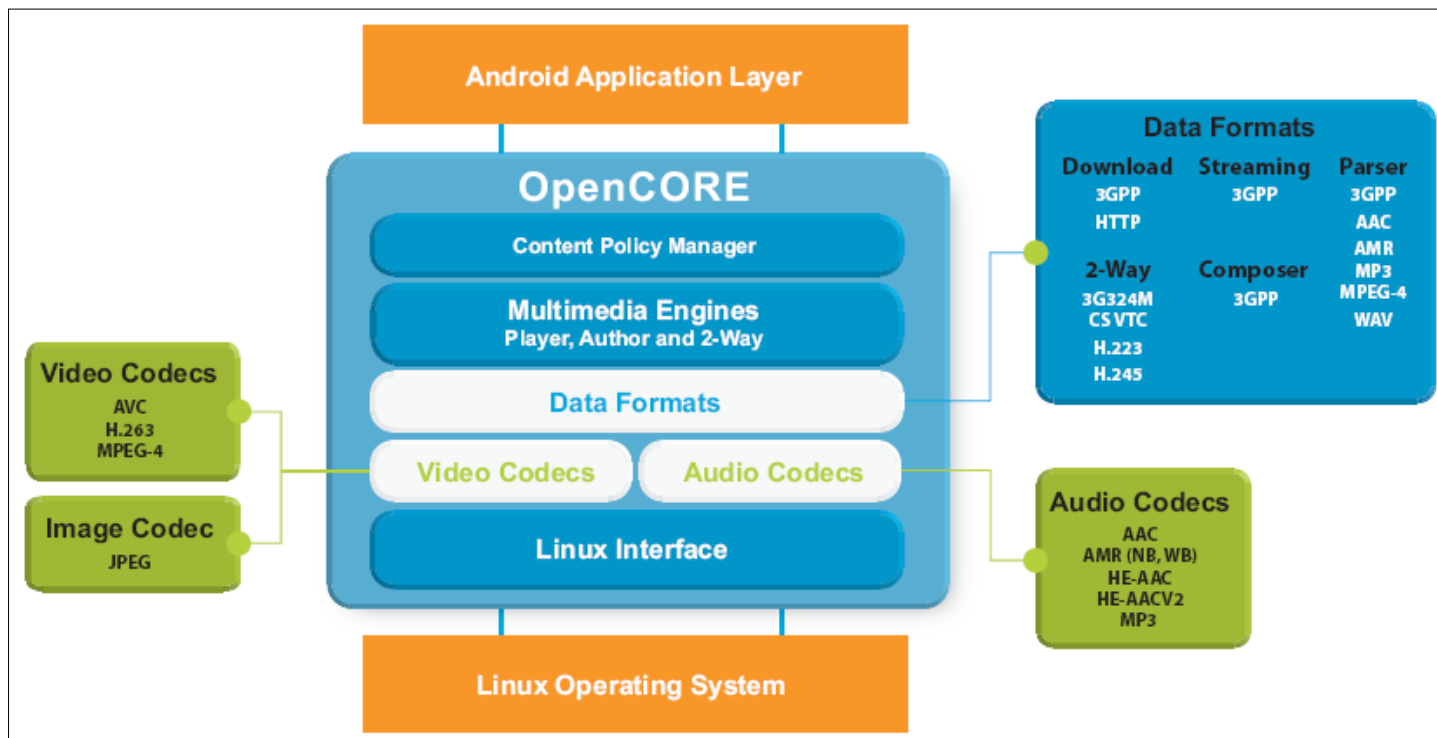 Android Application Layer
OpenCORE
Content Policy Manager
Multimedia Engines
Player, Author and 2-Way
Data Formats
Video Codecs
Audio Codecs
Linux Interface
Linux Operating System
Video Codecs
AVC
H.263
MPEG-4
Image Codec
JPEG
Data Formats
Download
3GPP
HTTP
Streaming
3GPP
Parser
3GPP
AAC
AMR
MP3
MPEG-4
WAV
2-Way
3G324M
CS VTC
H.223
H.245
Composer
3GPP
Audio Codecs
AAC
AMR (NB, WB)
HE-AAC
HE-AACV2
MP3